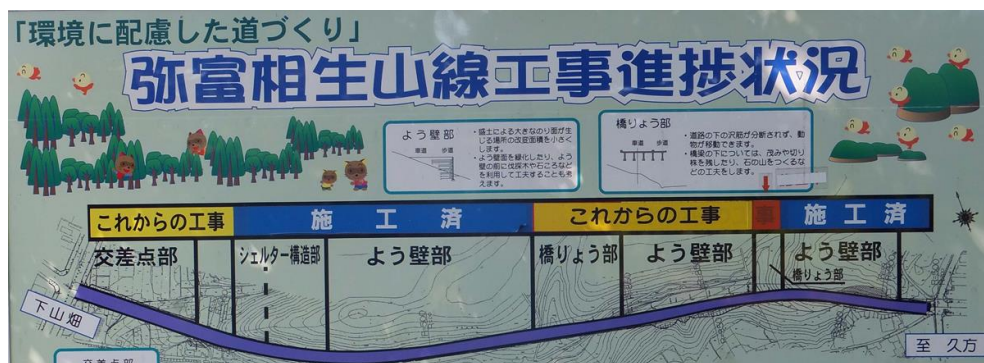 「環境に配慮した道づくり」
弥富相生山線工事進捗状況
よう壁部
車道 歩道
・盛土による大きなのり面が生
じる場所の改変面積を小さく
します。
・よう壁面を緑化したり、よう
壁の前に伐採木や石ころなど
を利用して工夫することも考
えます。
橋りょう部
車道 歩道
・道路の下の沢筋が分断されず、動
物が移動できます。
・橋梁の下については、茂みや切り
株を残したり、石の山をつくるな
どの工夫をします。
これからの工事
施工済
これからの工事
施工済
交差点部
シェルター構造部
よう壁部
橋りょう部
よう壁部
よう壁部
橋りょう部
下山畑
至 久方
交差点部